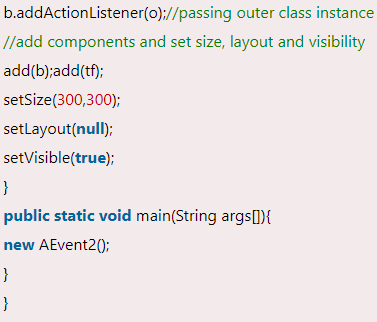 b.addActionListener(o);//passing outer class instance
//add components and set size, layout and visibility
add(b);add(tf);
setSize(300,300);
setLayout(null);
setVisible(true);
}
public static void main(String args[]){
new AEvent2();
}
}